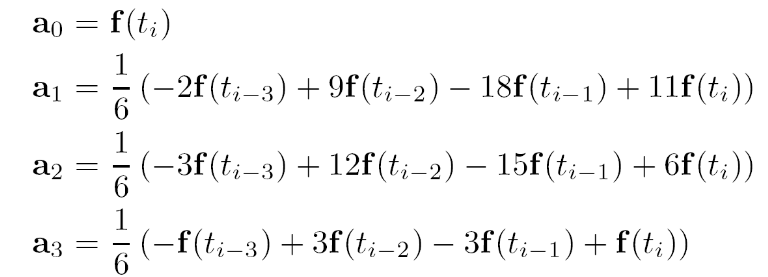 a₀ = f(tᵢ)
a₁ = 1/6 (−2f(tᵢ₋₃) + 9f(tᵢ₋₂) − 18f(tᵢ₋₁) + 11f(tᵢ))
a₂ = 1/6 (−3f(tᵢ₋₃) + 12f(tᵢ₋₂) − 15f(tᵢ₋₁) + 6f(tᵢ))
a₃ = 1/6 (−f(tᵢ₋₃) + 3f(tᵢ₋₂) − 3f(tᵢ₋₁) + f(tᵢ))